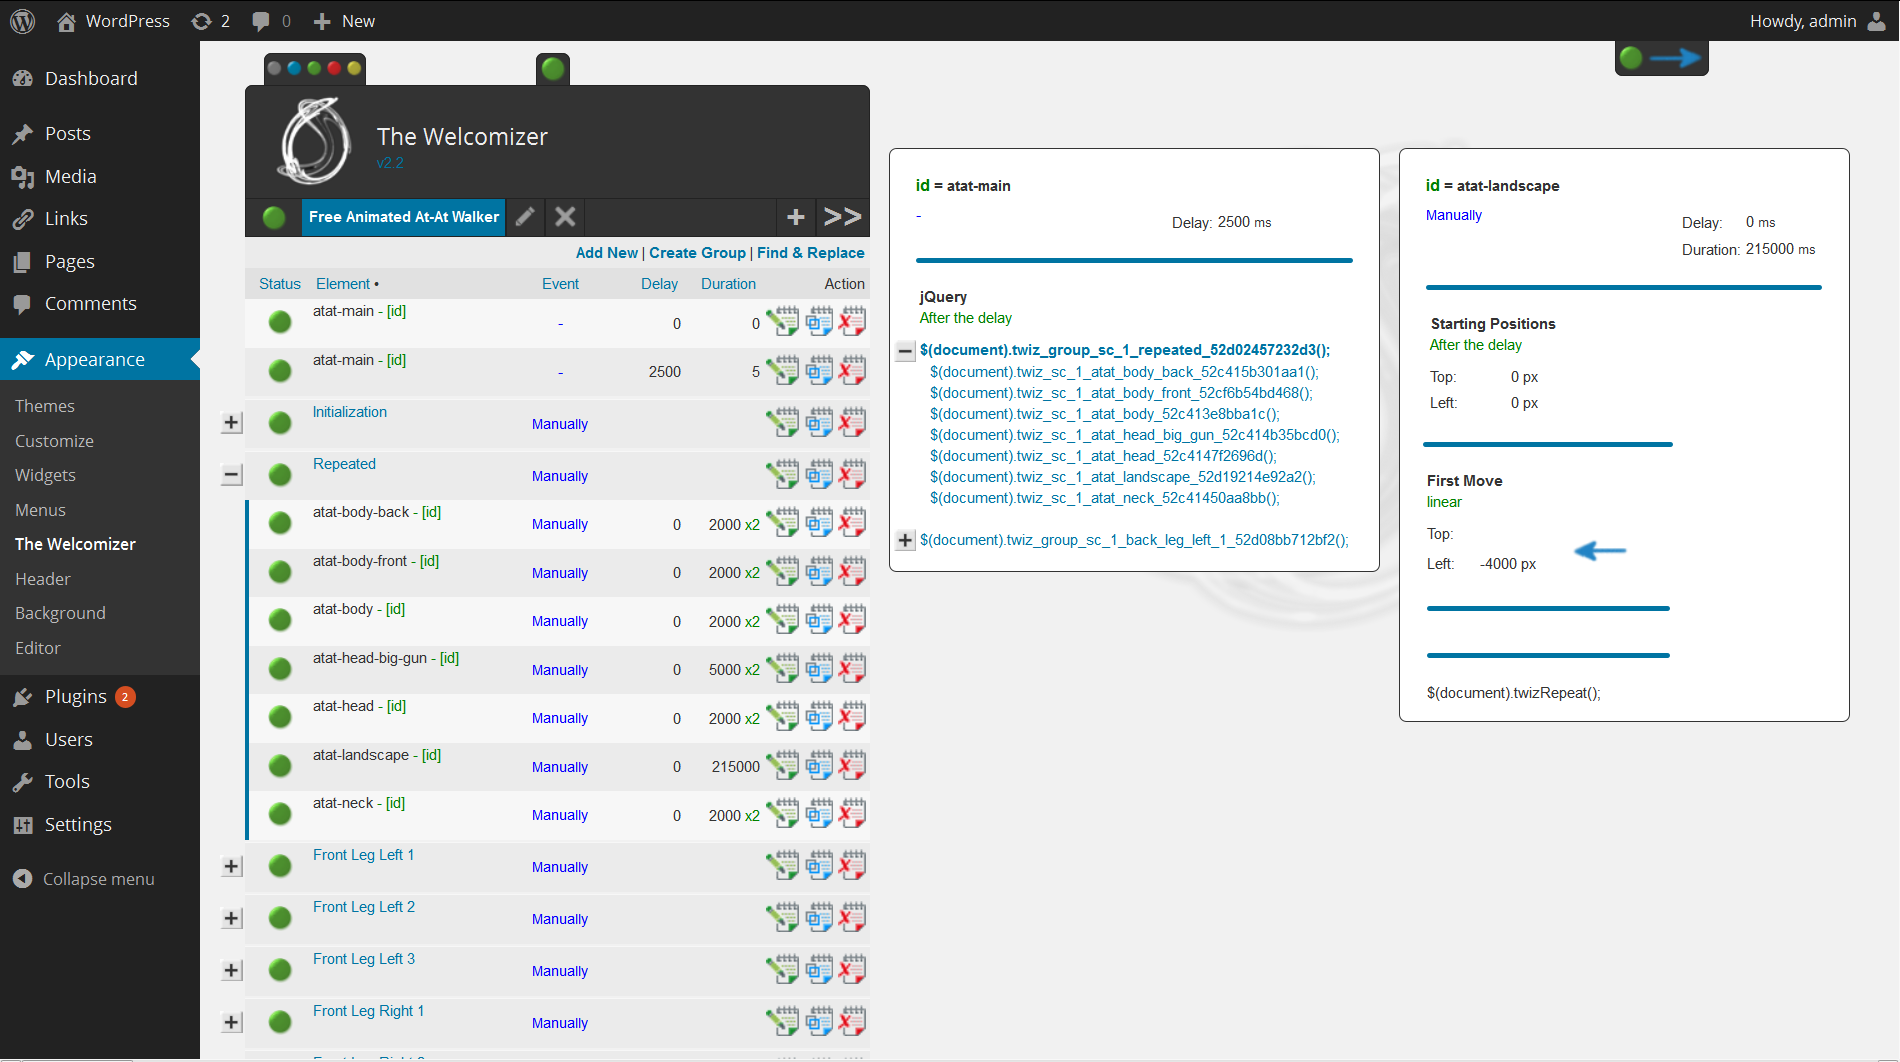 WordPress 2 0 New Howdy, admin
Dashboard
Posts
Media
Links
Pages
Comments
Appearance
Themes
Customize
Widgets
Menus
The Welcomizer
Header
Background
Editor
Plugins 2
Users
Tools
Settings
Collapse menu
The Welcomizer
v2.2
Free Animated At-At Walker + >>
Add New | Create Group | Find & Replace
Status Element • Event Delay Duration Action
atat-main - [id] - 0 0
atat-main - [id] - 2500 5
Initialization Manually
Repeated Manually
atat-body-back - [id] Manually 0 2000 x2
atat-body-front - [id] Manually 0 2000 x2
atat-body - [id] Manually 0 2000 x2
atat-head-big-gun - [id] Manually 0 5000 x2
atat-head - [id] Manually 0 2000 x2
atat-landscape - [id] Manually 0 215000
atat-neck - [id] Manually 0 2000 x2
Front Leg Left 1 Manually
Front Leg Left 2 Manually
Front Leg Left 3 Manually
Front Leg Right 1 Manually
id = atat-main
- Delay: 2500 ms
jQuery
After the delay
$(document).twiz_group_sc_1_repeated_52d02457232d3();
$(document).twiz_sc_1_atat_body_back_52c415b301aa1();
$(document).twiz_sc_1_atat_body_front_52cf6b54bd468();
$(document).twiz_sc_1_atat_body_52c413e8bba1c();
$(document).twiz_sc_1_atat_head_big_gun_52c414b35bcd0();
$(document).twiz_sc_1_atat_head_52c4147f2696d();
$(document).twiz_sc_1_atat_landscape_52d19214e92a2();
$(document).twiz_sc_1_atat_neck_52c41450aa8bb();
$(document).twiz_group_sc_1_back_leg_left_1_52d08bb712bf2();
id = atat-landscape
Manually
Delay: 0 ms
Duration: 215000 ms
Starting Positions
After the delay
Top: 0 px
Left: 0 px
First Move
linear
Top:
Left: -4000 px
$(document).twizRepeat();